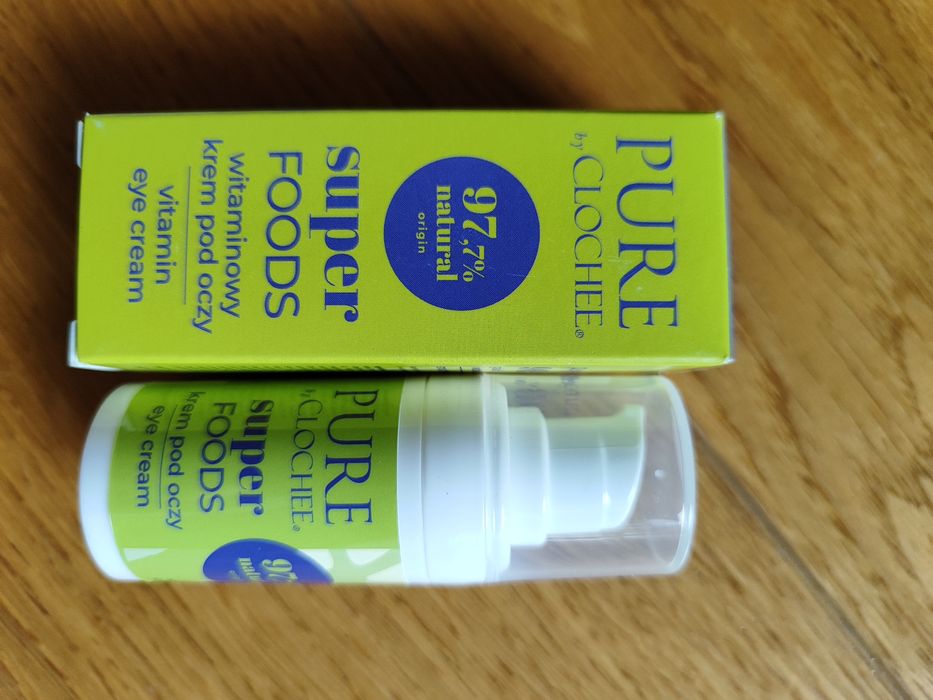 PURE
by CLOCHEE®
97,7%
natural
origin
super
FOODS
witaminowy
krem pod oczy
vitamin
eye cream
PURE
by CLOCHEE®
super
FOODS
krem pod oczy
eye cream
97